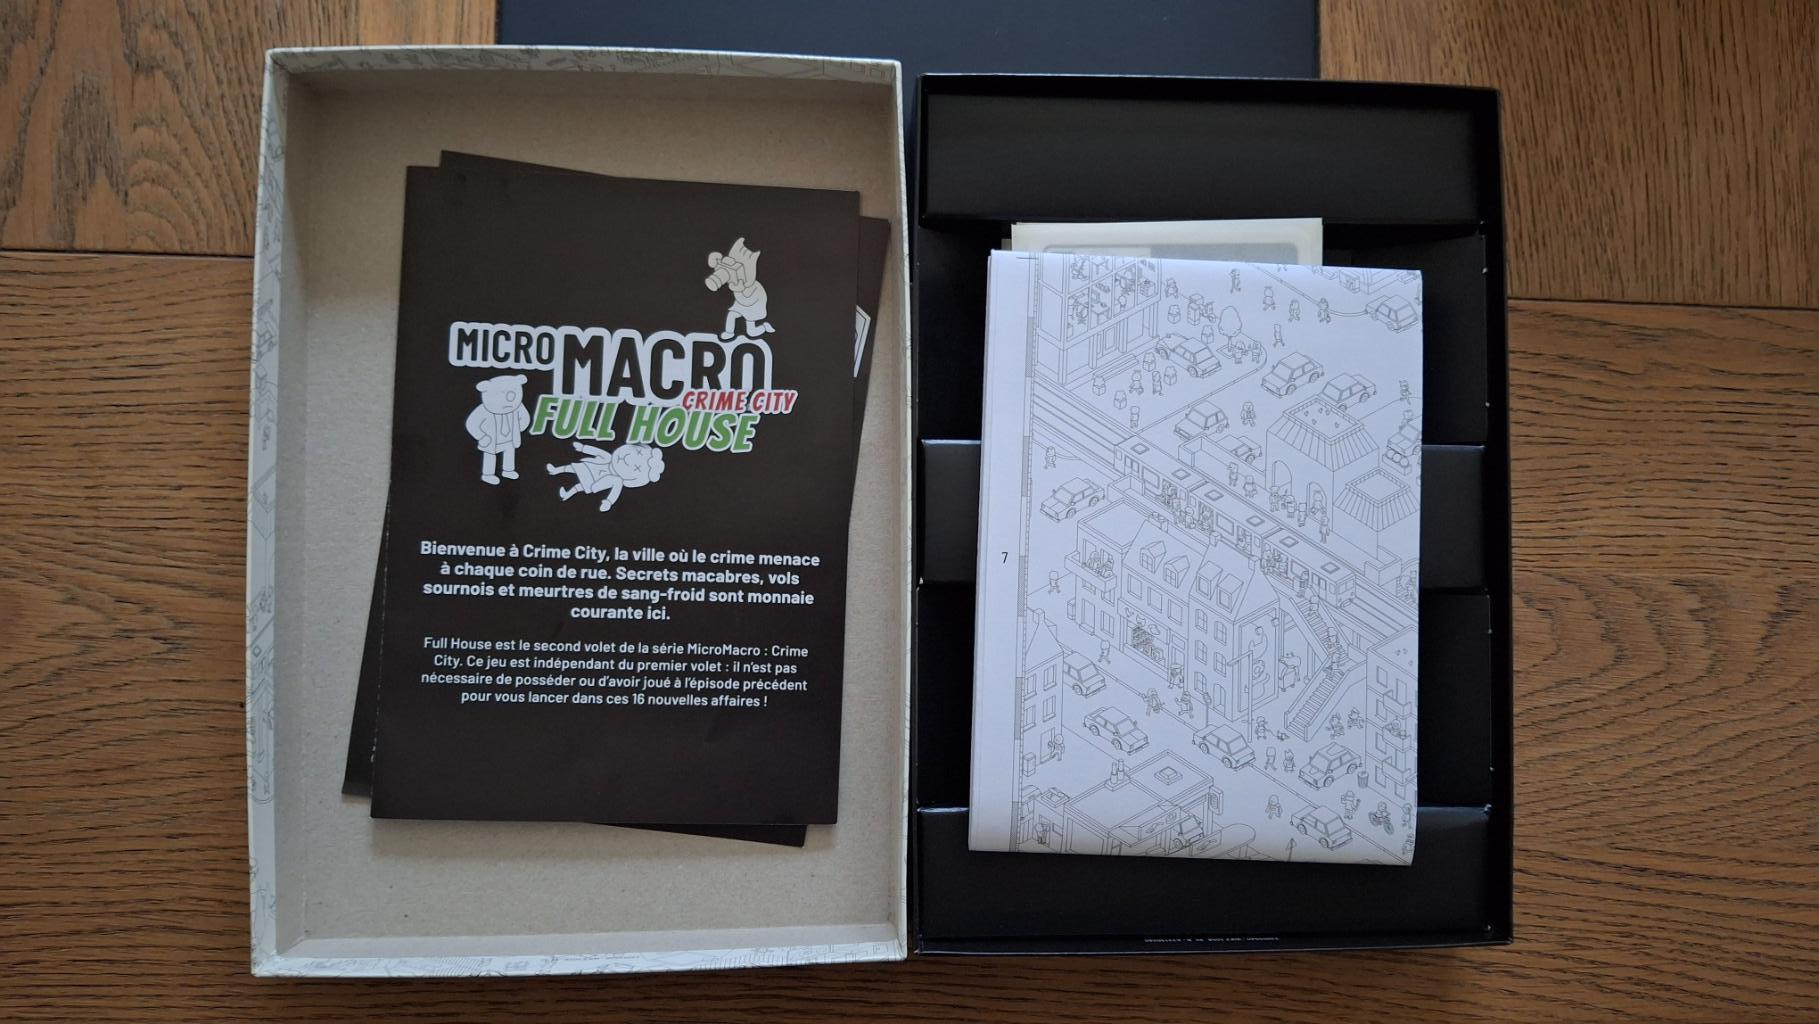 MICRO MACRO
CRIME CITY
FULL HOUSE
Bienvenue à Crime City, la ville où le crime menace
à chaque coin de rue. Secrets macabres, vols
sournois et meurtres de sang-froid sont monnaie
courante ici.
Full House est le second volet de la série MicroMacro : Crime
City. Ce jeu est indépendant du premier volet : il n'est pas
nécessaire de posséder ou d'avoir joué à l'épisode précédent
pour vous lancer dans ces 16 nouvelles affaires !
7